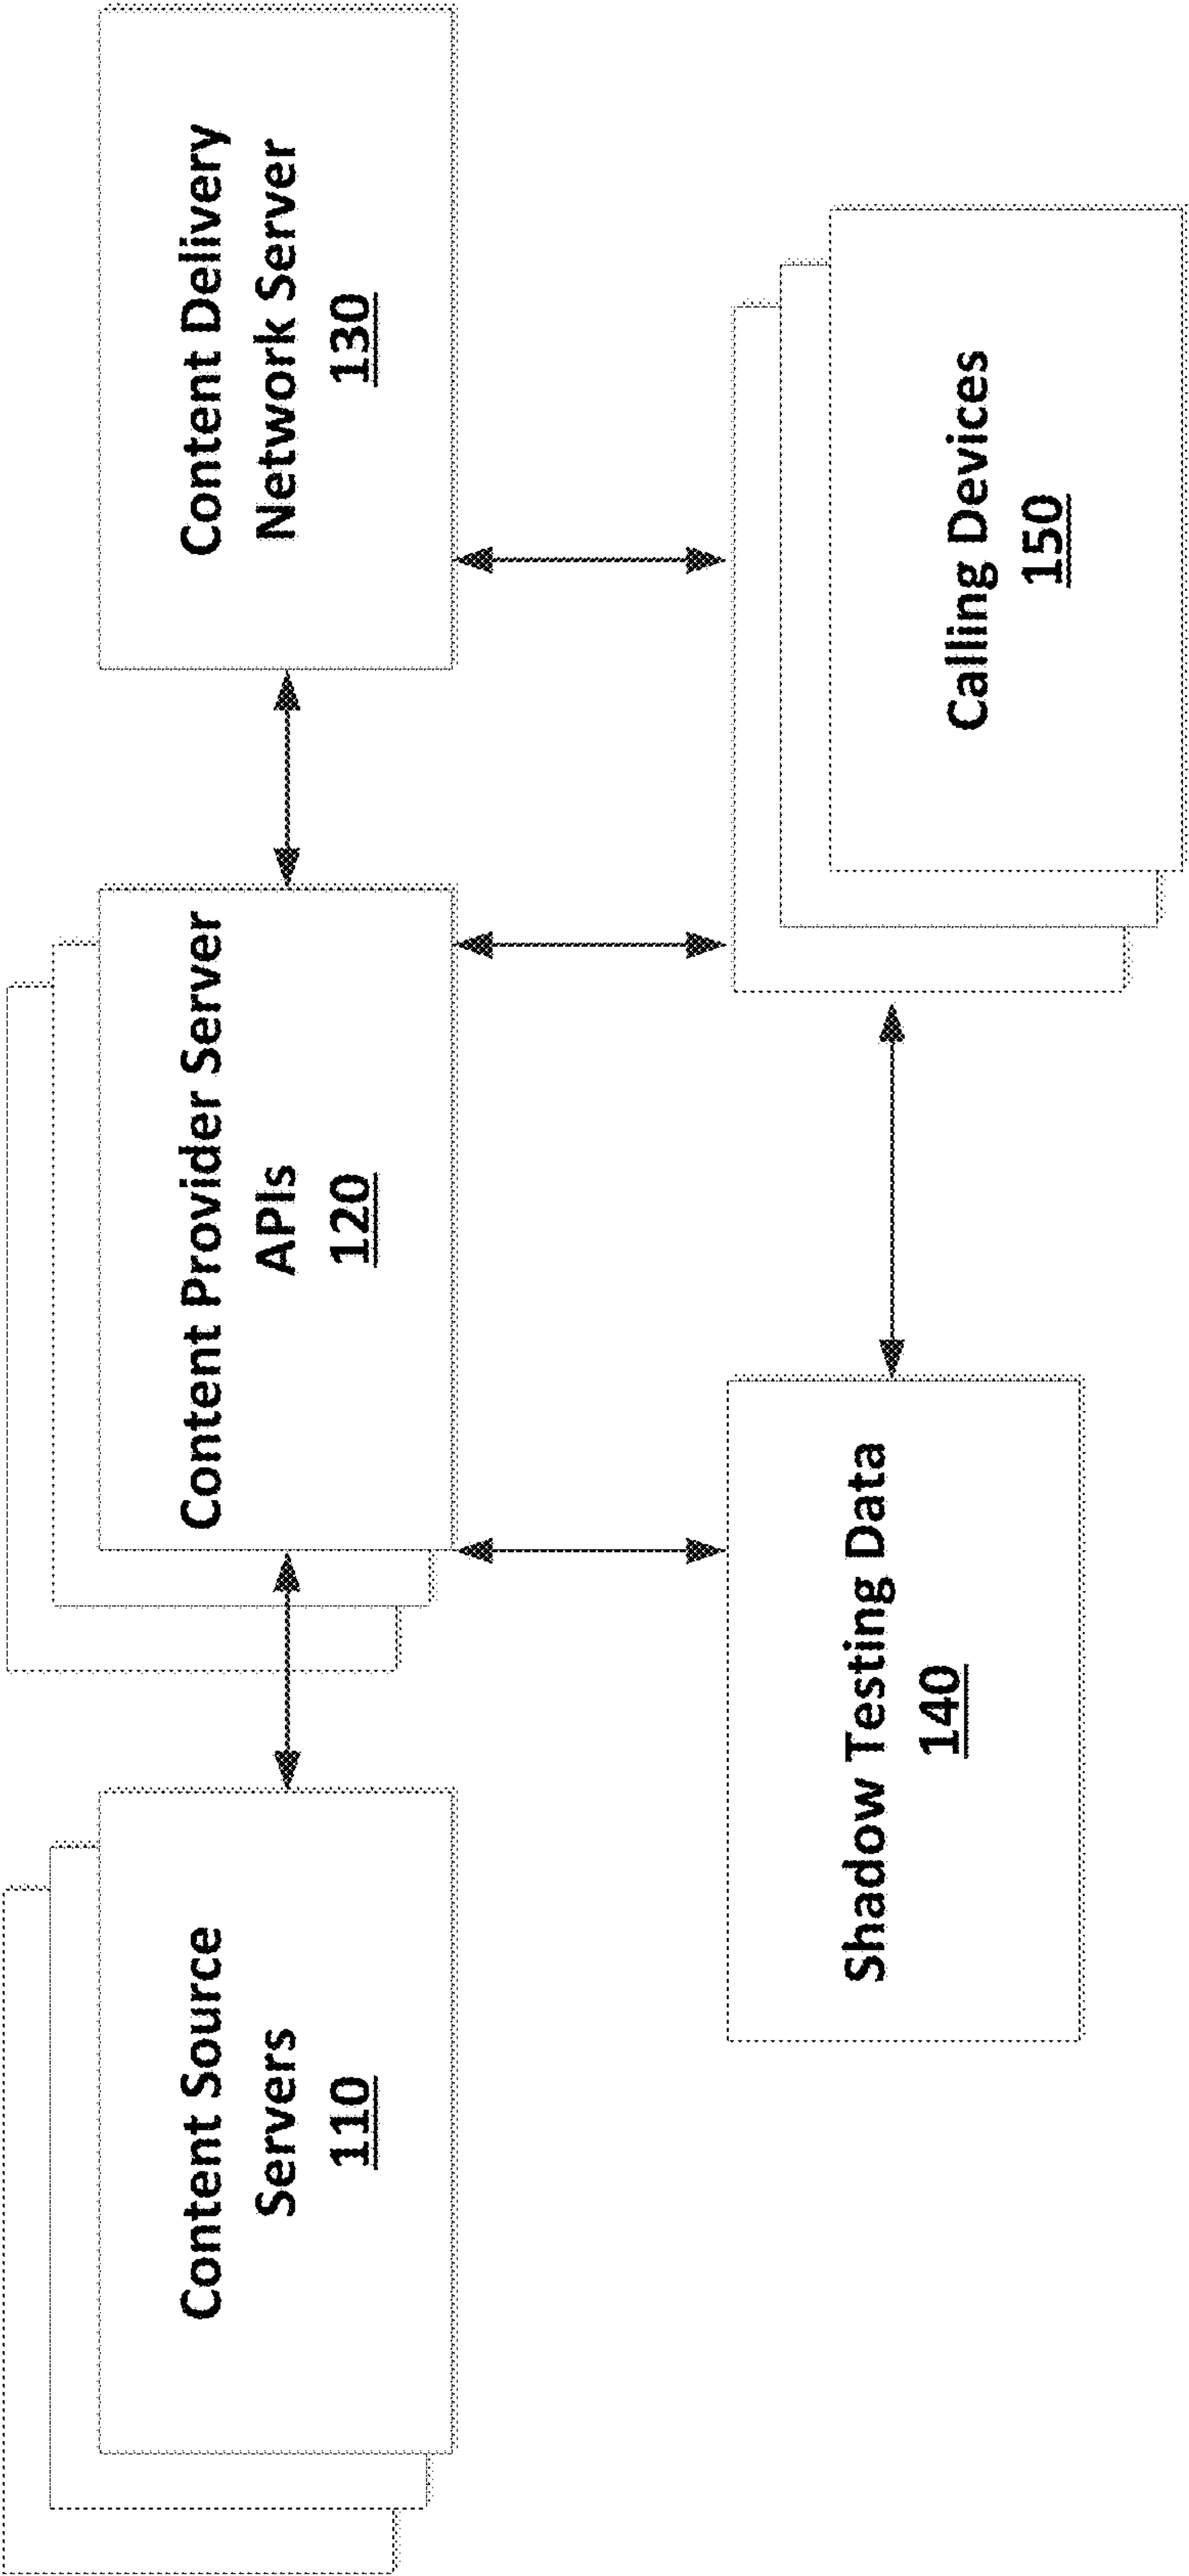 Content Source
Servers
110
Content Provider Server
APIs
120
Content Delivery
Network Server
130
Shadow Testing Data
140
Calling Devices
150